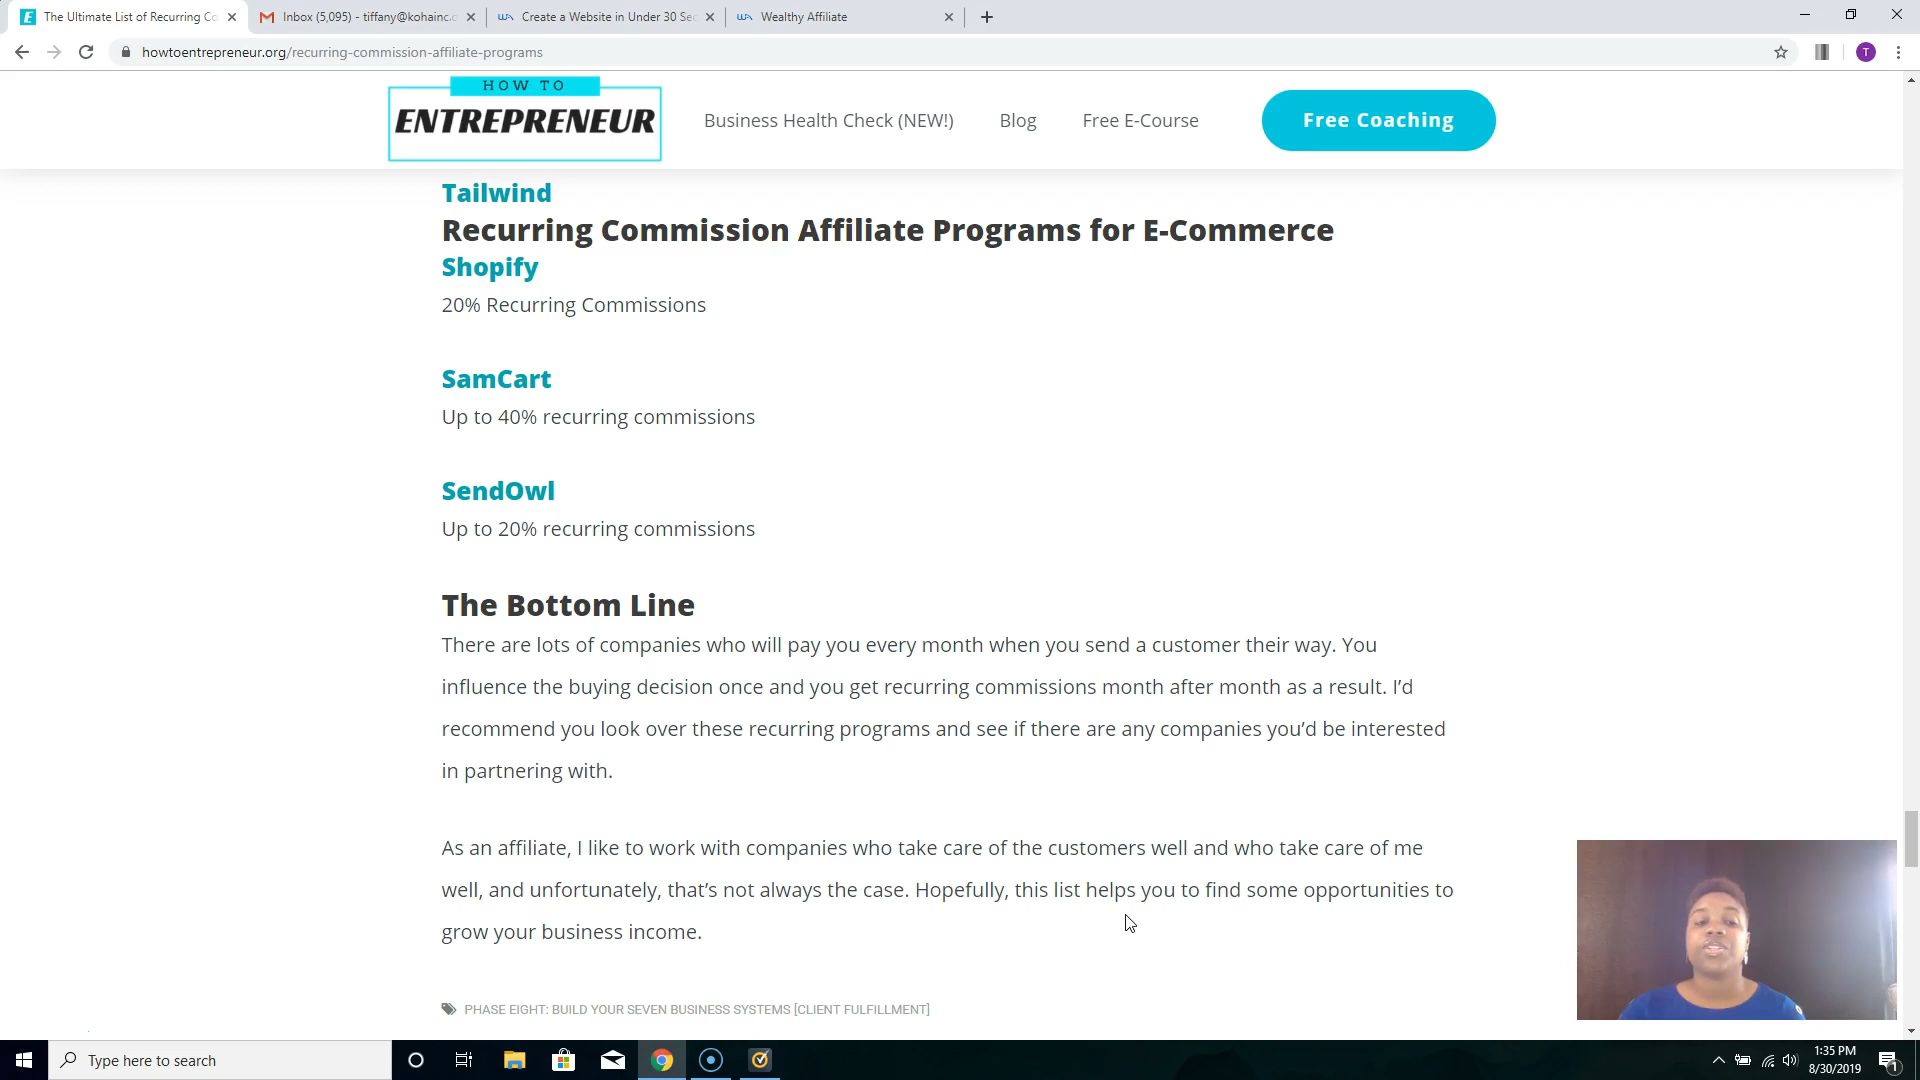 The Ultimate List of Recurring Co
Inbox (5,095) - tiffany@kohainc.c
Create a Website in Under 30 Sec
Wealthy Affiliate
howtoentrepreneur.org/recurring-commission-affiliate-programs
T
HOW TO
ENTREPRENEUR
Business Health Check (NEW!)
Blog
Free E-Course
Free Coaching
Tailwind
Recurring Commission Affiliate Programs for E-Commerce
Shopify
20% Recurring Commissions
SamCart
Up to 40% recurring commissions
SendOwl
Up to 20% recurring commissions
The Bottom Line
There are lots of companies who will pay you every month when you send a customer their way. You
influence the buying decision once and you get recurring commissions month after month as a result. I’d
recommend you look over these recurring programs and see if there are any companies you’d be interested
in partnering with.
As an affiliate, I like to work with companies who take care of the customers well and who take care of me
well, and unfortunately, that’s not always the case. Hopefully, this list helps you to find some opportunities to
grow your business income.
PHASE EIGHT: BUILD YOUR SEVEN BUSINESS SYSTEMS [CLIENT FULFILLMENT]
Type here to search
1:35 PM
8/30/2019
1